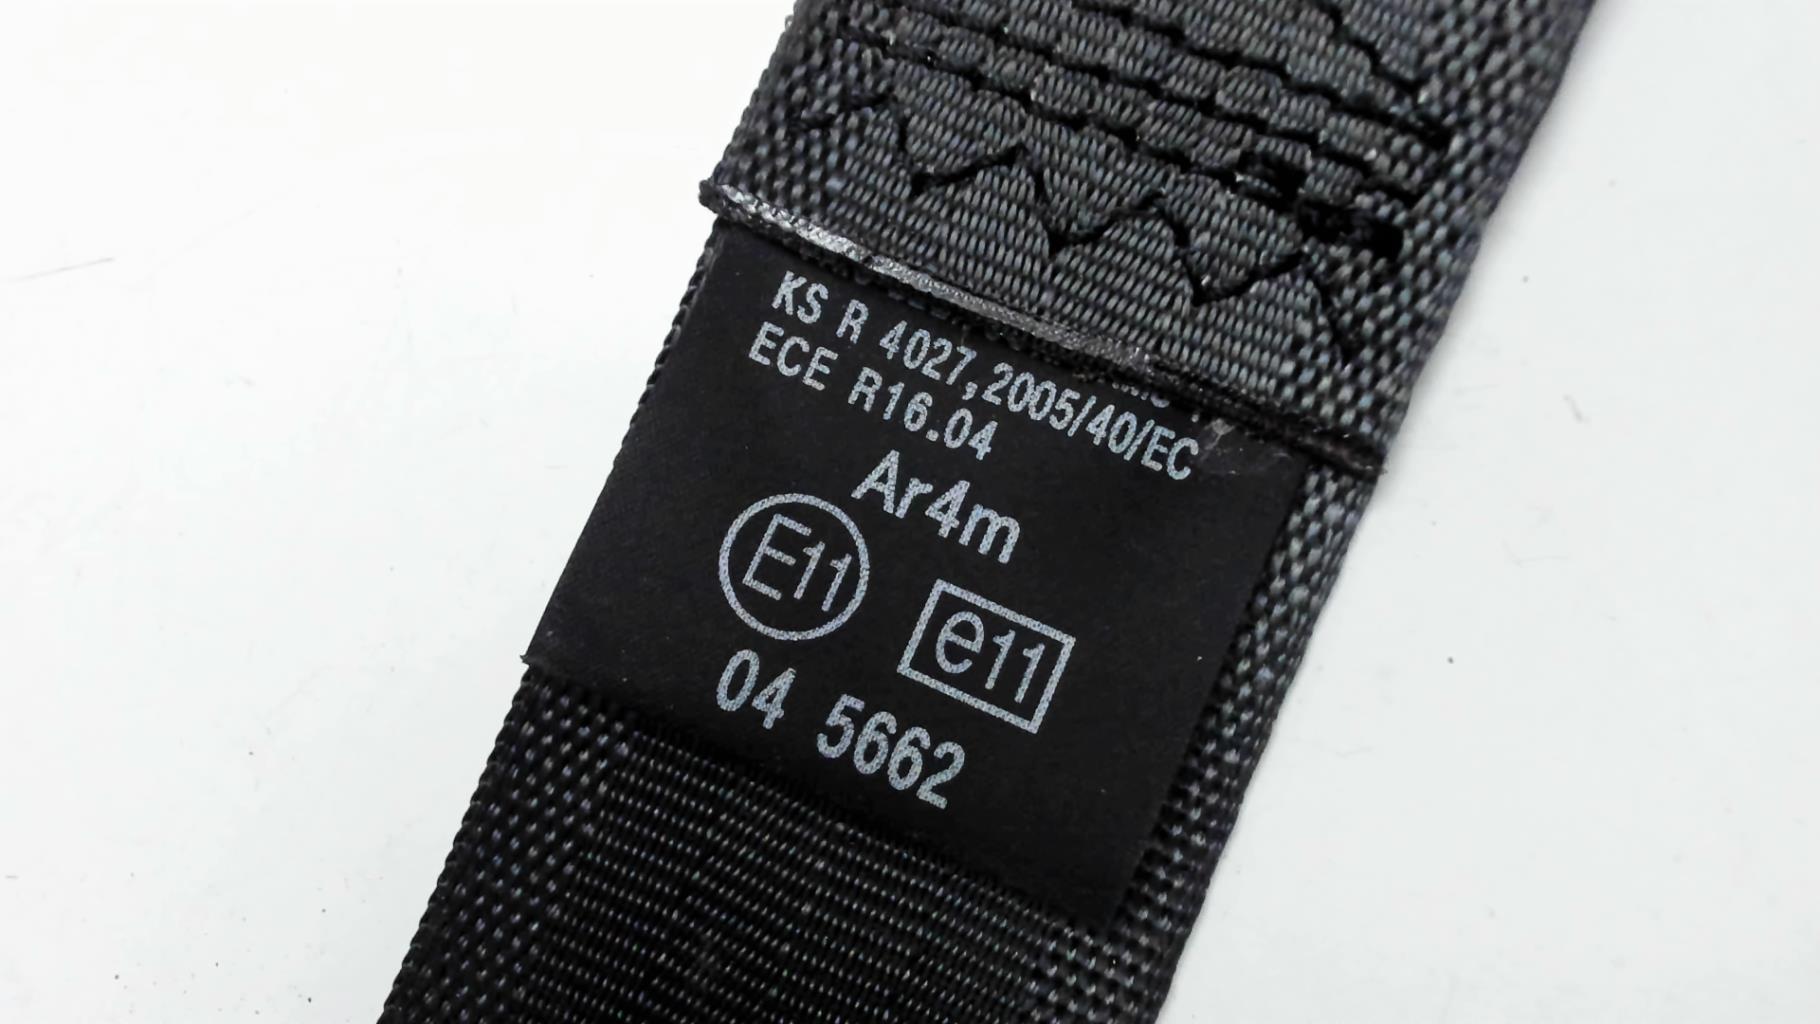 KS R 4027,2005/40/EC
ECE R16.04
Ar4m
E11
e11
04 5662